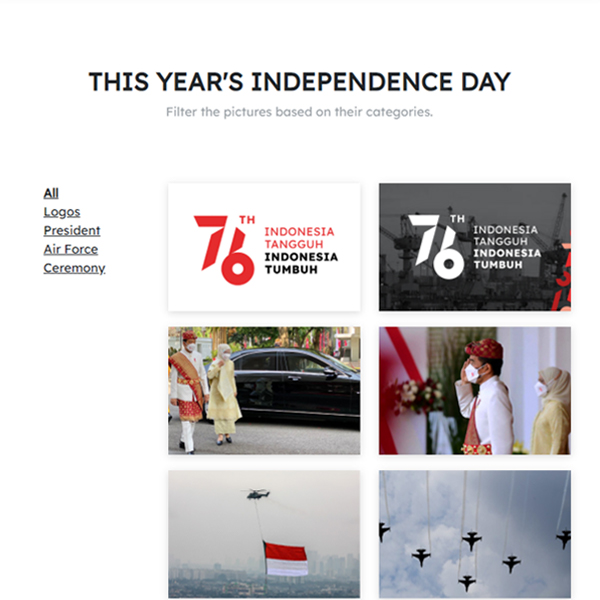 THIS YEAR'S INDEPENDENCE DAY
Filter the pictures based on their categories.
All
Logos
President
Air Force
Ceremony
76TH
INDONESIA
TANGGUH
INDONESIA
TUMBUH
76TH
INDONESIA
TANGGUH
INDONESIA
TUMBUH